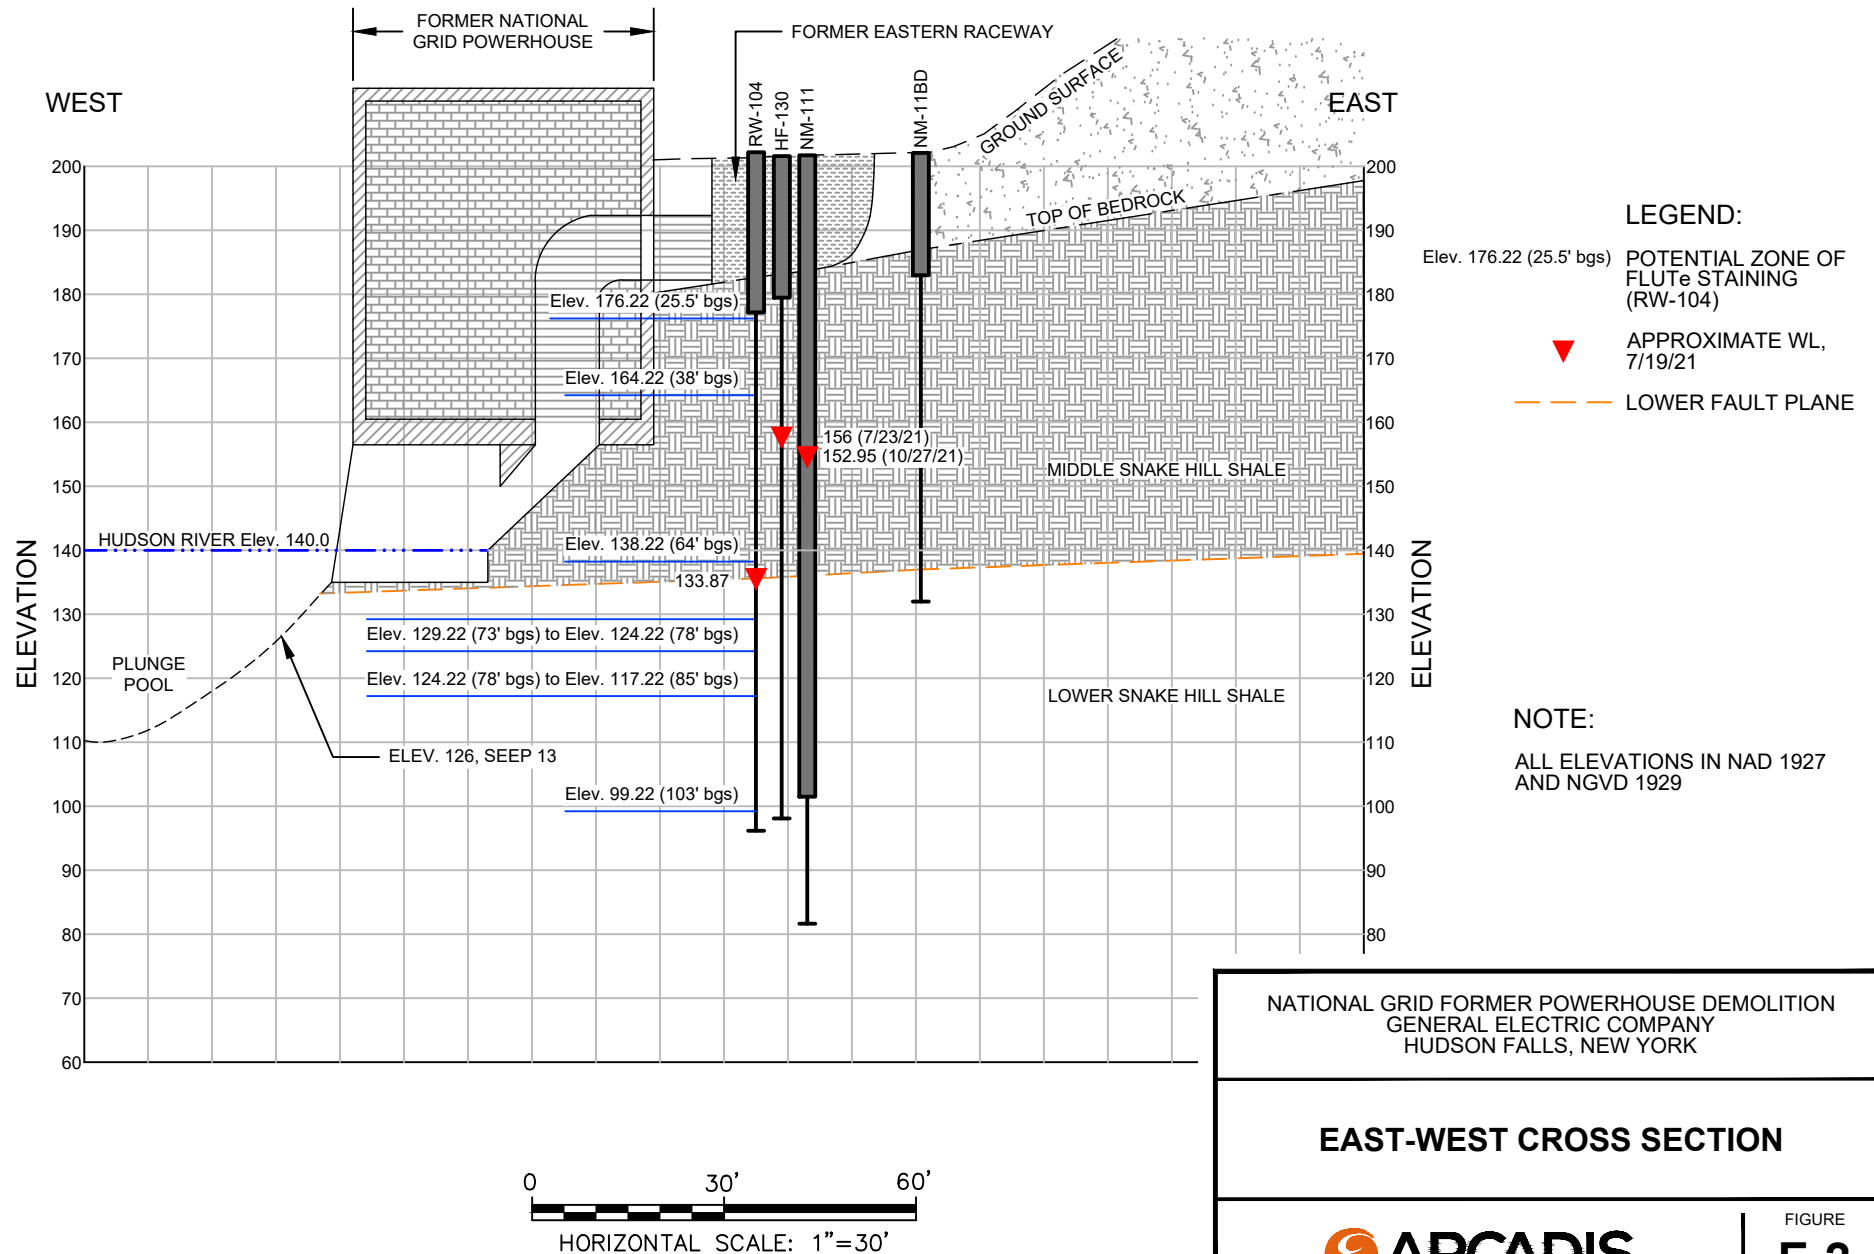 FORMER NATIONAL
GRID POWERHOUSE
FORMER EASTERN RACEWAY
WEST
EAST
RW-104
HF-130
NM-111
NM-11BD
GROUND SURFACE
TOP OF BEDROCK
200
190
180
170
160
150
140
130
120
110
100
90
80
70
60
ELEVATION
200
190
180
170
160
150
140
130
120
110
100
90
80
ELEVATION
Elev. 176.22 (25.5' bgs)
Elev. 164.22 (38' bgs)
156 (7/23/21)
152.95 (10/27/21)
MIDDLE SNAKE HILL SHALE
HUDSON RIVER Elev. 140.0
Elev. 138.22 (64' bgs)
133.87
Elev. 129.22 (73' bgs) to Elev. 124.22 (78' bgs)
PLUNGE
POOL
Elev. 124.22 (78' bgs) to Elev. 117.22 (85' bgs)
LOWER SNAKE HILL SHALE
ELEV. 126, SEEP 13
Elev. 99.22 (103' bgs)
LEGEND:
Elev. 176.22 (25.5' bgs) POTENTIAL ZONE OF
FLUTe STAINING
(RW-104)
APPROXIMATE WL,
7/19/21
LOWER FAULT PLANE
NOTE:
ALL ELEVATIONS IN NAD 1927
AND NGVD 1929
NATIONAL GRID FORMER POWERHOUSE DEMOLITION
GENERAL ELECTRIC COMPANY
HUDSON FALLS, NEW YORK
EAST-WEST CROSS SECTION
0 30' 60'
HORIZONTAL SCALE: 1"=30'
ARCADIS
FIGURE